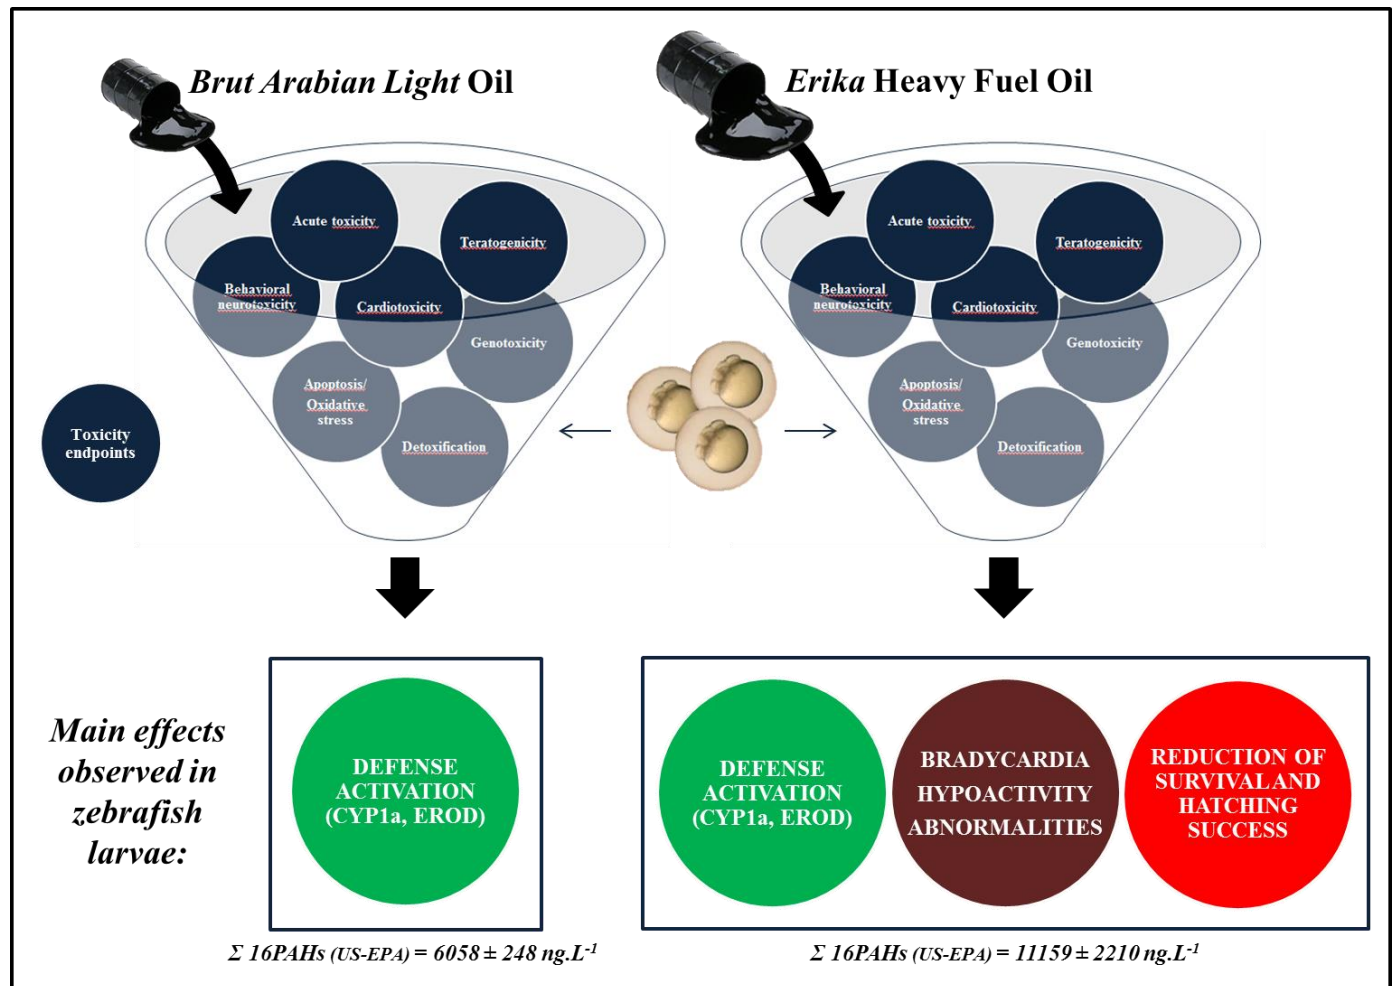 Brut Arabian Light Oil
Erika Heavy Fuel Oil
Acute toxicity
Teratogenicity
Behavioral
neurotoxicity
Cardiotoxicity
Genotoxicity
Apoptosis/
Oxidative
stress
Detoxification
Acute toxicity
Teratogenicity
Behavioral
neurotoxicity
Cardiotoxicity
Genotoxicity
Apoptosis/
Oxidative
stress
Detoxification
Toxicity
endpoints
Main effects
observed in
zebrafish
larvae:
DEFENSE
ACTIVATION
(CYP1a, EROD)
DEFENSE
ACTIVATION
(CYP1a, EROD)
BRADYCARDIA
HYPOACTIVITY
ABNORMALITIES
REDUCTION OF
SURVIVAL AND
HATCHING
SUCCESS
Σ 16PAHs (US-EPA) = 6058 ± 248 ng.L⁻¹
Σ 16PAHs (US-EPA) = 11159 ± 2210 ng.L⁻¹